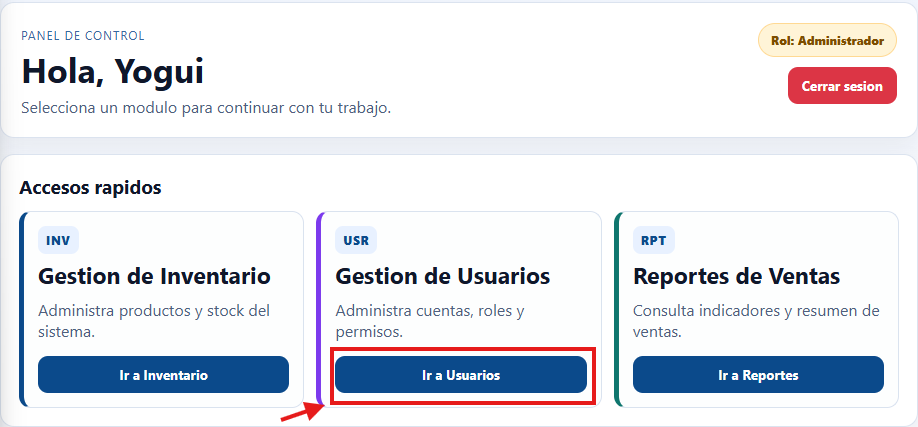 PANEL DE CONTROL
Hola, Yogui
Selecciona un modulo para continuar con tu trabajo.
Rol: Administrador
Cerrar sesion
Accesos rapidos
INV
Gestion de Inventario
Administra productos y stock del
sistema.
Ir a Inventario
USR
Gestion de Usuarios
Administra cuentas, roles y
permisos.
Ir a Usuarios
RPT
Reportes de Ventas
Consulta indicadores y resumen de
ventas.
Ir a Reportes